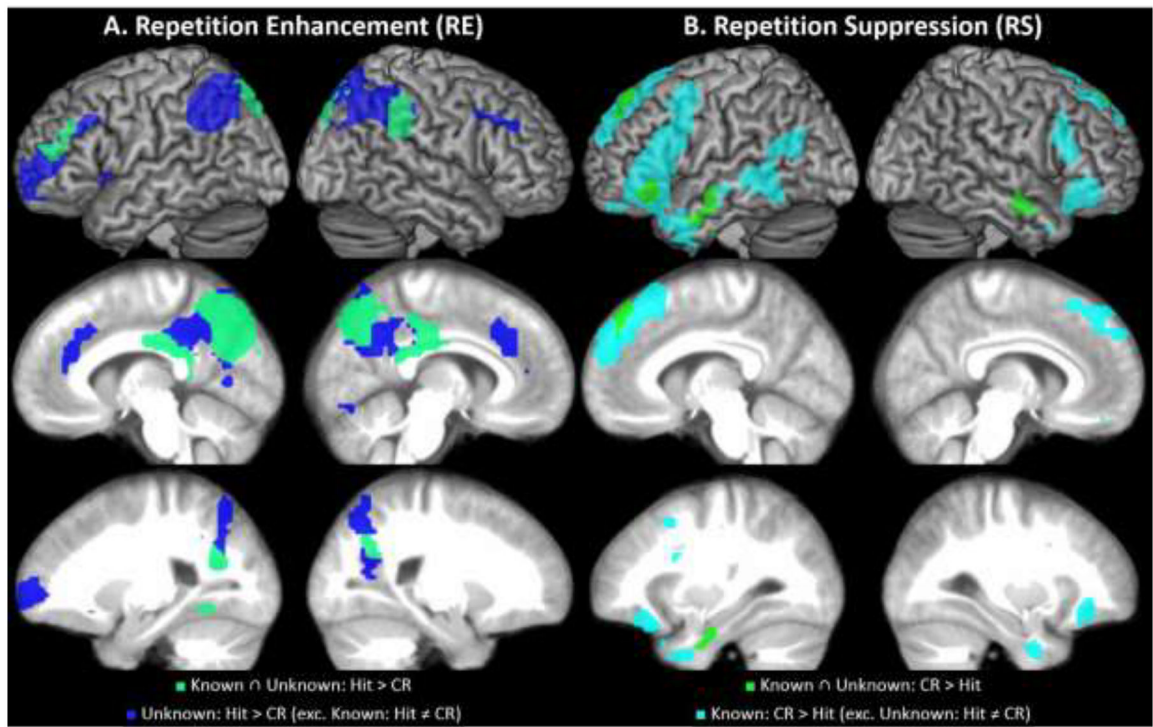 A. Repetition Enhancement (RE)
B. Repetition Suppression (RS)
Known ∩ Unknown: Hit > CR
Unknown: Hit > CR (exc. Known: Hit ≠ CR)
Known ∩ Unknown: CR > Hit
Known: CR > Hit (exc. Unknown: Hit ≠ CR)